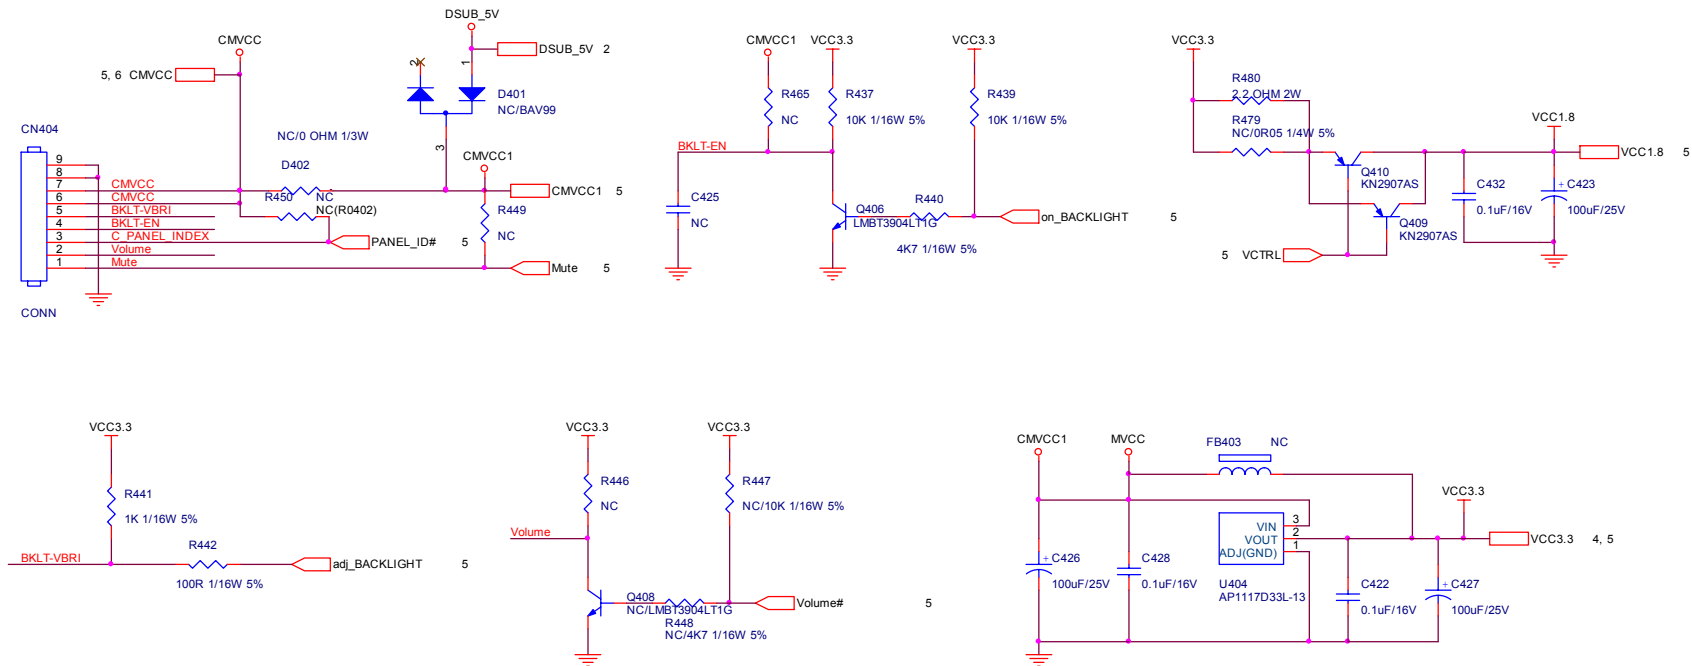 DSUB_5V
DSUB_5V 2
CMVCC
5, 6 CMVCC
2
1
D401
NC/BAV99
3
CN404
NC/0 OHM 1/3W
D402
CMVCC1
CMVCC1 5
9
8
7 CMVCC
6 CMVCC
5 BKLT-VBRI
4 BKLT-EN
3 C_PANEL_INDEX
2 Volume
1 Mute
R450 NC
NC(R0402)
PANEL_ID# 5
R449
NC
Mute 5
CONN
CMVCC1
VCC3.3
VCC3.3
R465
NC
R437
10K 1/16W 5%
R439
10K 1/16W 5%
BKLT-EN
C425
NC
Q406
LMBT3904LT1G
R440
4K7 1/16W 5%
on_BACKLIGHT 5
VCC3.3
R480
2.2 OHM 2W
R479
NC/0R05 1/4W 5%
VCC1.8
VCC1.8 5
Q410
KN2907AS
C432
0.1uF/16V
+ C423
100uF/25V
Q409
KN2907AS
5 VCTRL
VCC3.3
R441
1K 1/16W 5%
R442
BKLT-VBRI
100R 1/16W 5%
adj_BACKLIGHT 5
VCC3.3
VCC3.3
R446
NC
R447
NC/10K 1/16W 5%
Volume
Q408
NC/LMBT3904LT1G
R448
NC/4K7 1/16W 5%
Volume# 5
CMVCC1
MVCC
FB403 NC
VCC3.3
VIN 3
VOUT 2
ADJ(GND) 1
VCC3.3 4, 5
+ C426
100uF/25V
C428
0.1uF/16V
U404
AP1117D33L-13
C422
0.1uF/16V
+ C427
100uF/25V